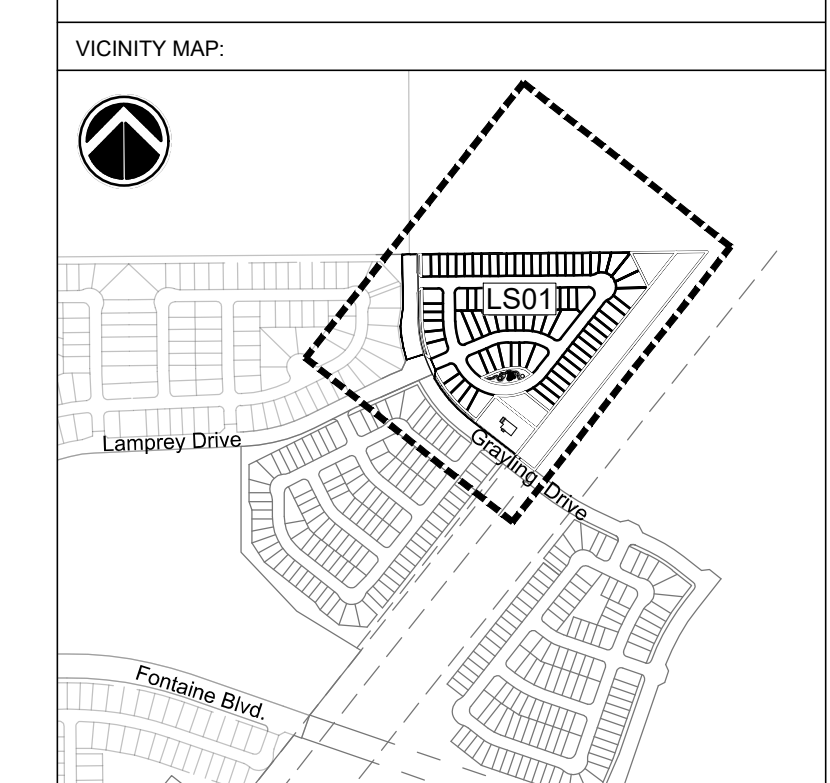 VICINITY MAP:
LS01
Lamprey Drive
Grayling Drive
Fontaine Blvd.